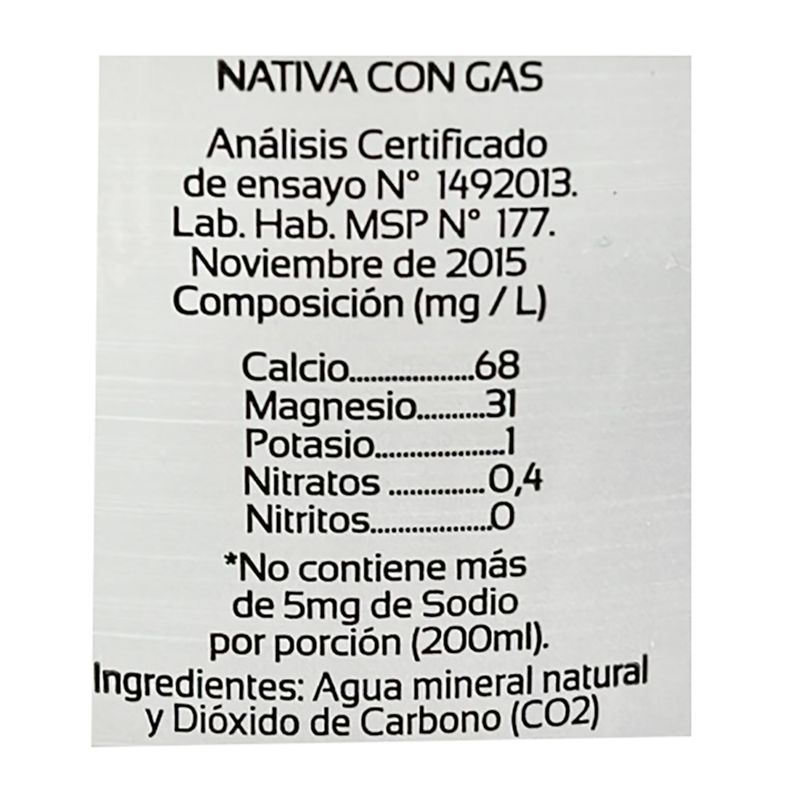 NATIVA CON GAS
Análisis Certificado
de ensayo Nº 1492013.
Lab. Hab. MSP Nº 177.
Noviembre de 2015
Composición (mg / L)
Calcio...................68
Magnesio...........31
Potasio....................1
Nitratos ...............0,4
Nitritos...................0
*No contiene más
de 5mg de Sodio
por porción (200ml).
Ingredientes: Agua mineral natural
y Dióxido de Carbono (CO2)